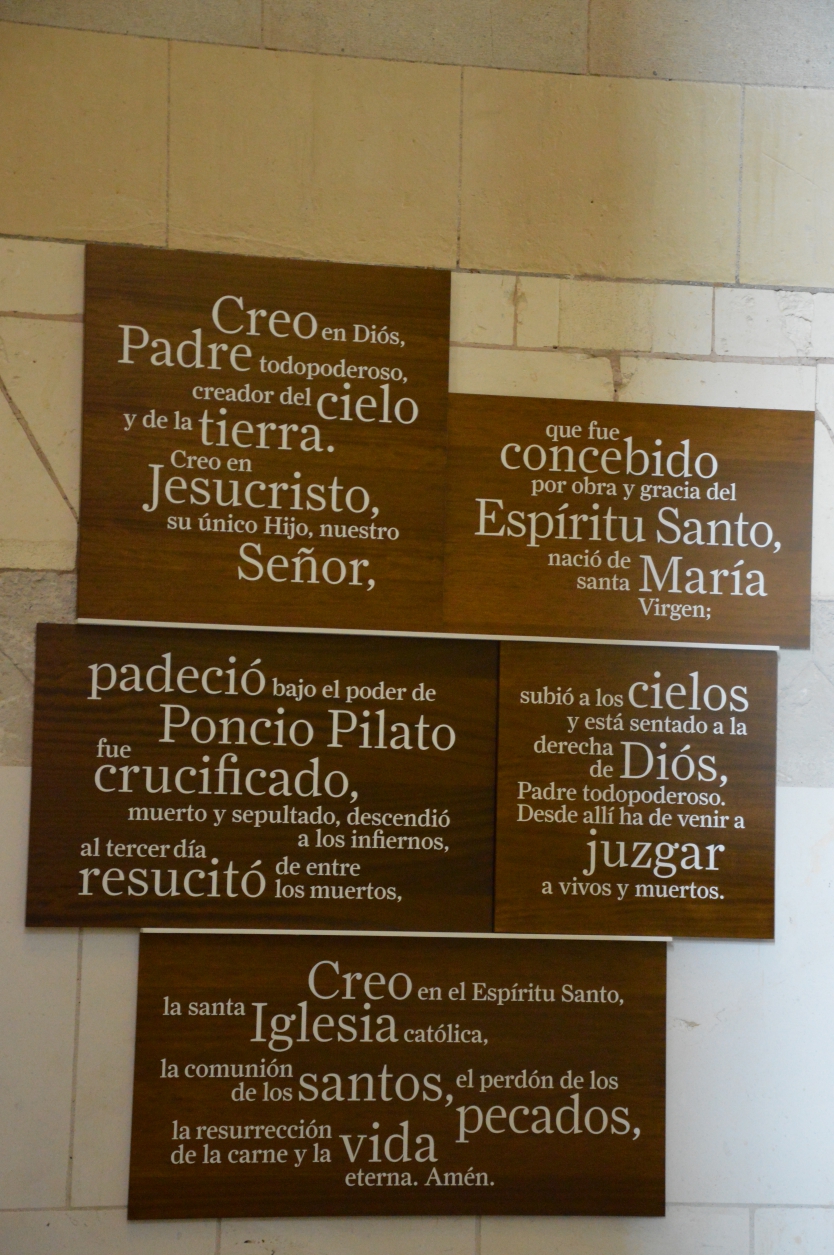 Creo en Diós,
Padre todopoderoso,
creador del cielo
y de la tierra.
Creo en
Jesucristo,
su único Hijo, nuestro
Señor,
que fue
concebido
por obra y gracia del
Espíritu Santo,
nació de
santa María
Virgen;
padeció bajo el poder de
Poncio Pilato
fue
crucificado,
muerto y sepultado, descendió
a los infiernos,
al tercer día
resucitó de entre
los muertos,
subió a los cielos
y está sentado a la
derecha
de Diós,
Padre todopoderoso.
Desde allí ha de venir a
juzgar
a vivos y muertos.
Creo en el Espíritu Santo,
la santa Iglesia católica,
la comunión
de los santos, el perdón de los
pecados,
la resurrección
de la carne y la vida
eterna. Amén.